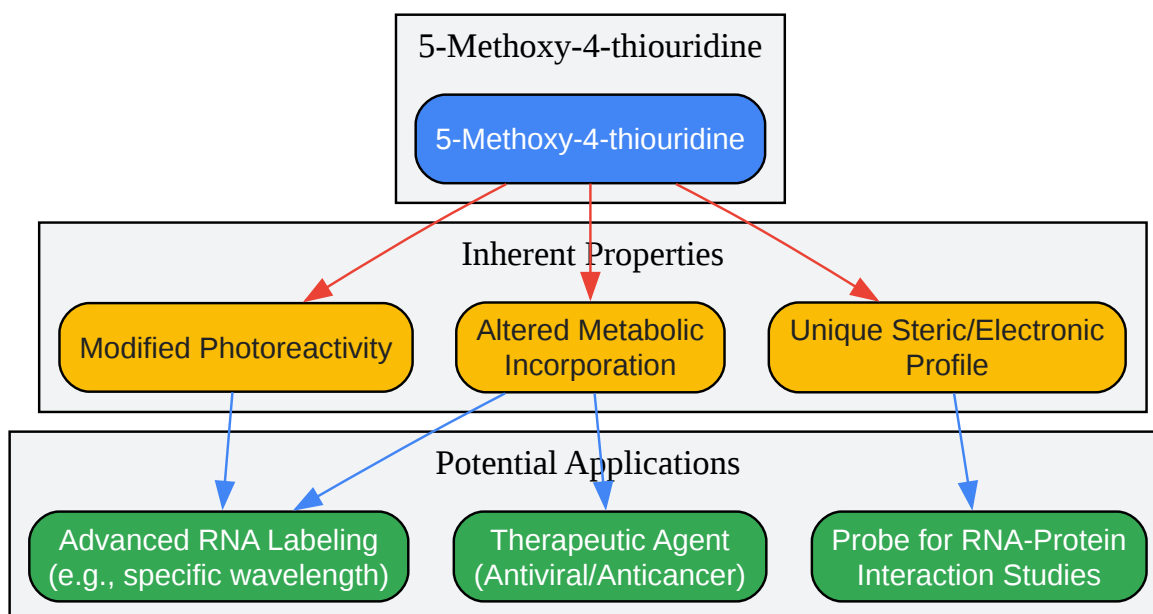 5-Methoxy-4-thiouridine
5-Methoxy-4-thiouridine
Inherent Properties
Modified Photoreactivity
Altered Metabolic
Incorporation
Unique Steric/Electronic
Profile
Potential Applications
Advanced RNA Labeling
(e.g., specific wavelength)
Therapeutic Agent
(Antiviral/Anticancer)
Probe for RNA-Protein
Interaction Studies